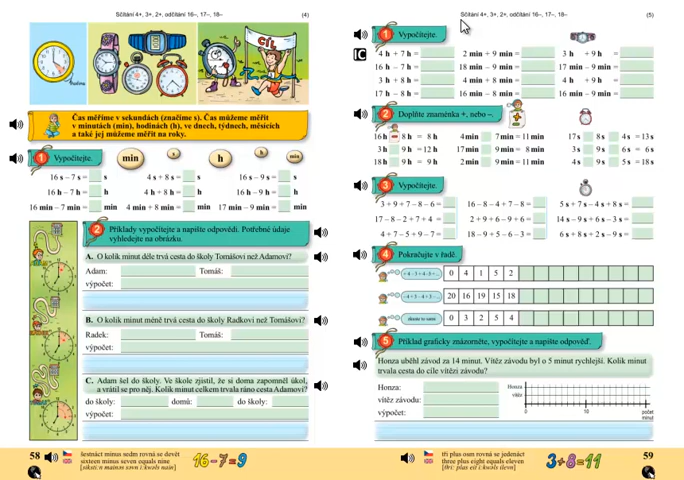 Sčítání 4+, 3+, 2+, odčítání 16–, 17–, 18–
(4)
CÍL
Čas měříme v sekundách (značíme s). Čas můžeme měřit
v minutách (min), hodinách (h), ve dnech, týdnech, měsících
a také jej můžeme měřit na roky.
1 Vypočítejte.
min s h h min
16 s – 7 s = s 4 s + 8 s = s 16 s – 9 s = s
16 h – 7 h = h 4 h + 8 h = h 16 h – 9 h = h
16 min – 7 min = min 4 min + 8 min = min 17 min – 9 min = min
2 Příklady vypočítejte a napište odpovědi. Potřebné údaje
vyhledejte na obrázku.
A. O kolik minut déle trvá cesta do školy Tomášovi než Adamovi?
Adam: Tomáš:
výpočet:
B. O kolik minut méně trvá cesta do školy Radkovi než Tomášovi?
Radek: Tomáš:
výpočet:
C. Adam šel do školy. Ve škole zjistil, že si doma zapomněl úkol,
a vrátil se pro něj. Kolik minut celkem trvala ráno cesta Adamovi?
do školy: domů: do školy:
výpočet:
58
šestnáct minus sedm rovná se devět
sixteen minus seven equals nine
16–7=9
Sčítání 4+, 3+, 2+, odčítání 16–, 17–, 18–
(5)
1 Vypočítejte.
4 h + 7 h = 2 min + 9 min = 3 h + 9 h =
16 h – 7 h = 18 min – 9 min = 17 min – 9 min =
3 h + 8 h = 4 min + 8 min = 4 h + 9 h =
17 h – 8 h = 16 min – 8 min = 16 min – 9 min =
2 Doplňte znaménka +, nebo –.
16 h – 8 h = 8 h 4 min 7 min = 11 min 17 s 8 s 4 s = 13 s
3 h 9 h = 12 h 17 min 9 min = 8 min 3 s 9 s 6 s = 6 s
18 h 9 h = 9 h 2 min 9 min = 11 min 4 s 9 s 5 s = 18 s
3 Vypočítejte.
3 + 9 + 7 – 8 – 6 = 16 – 8 – 4 + 7 – 8 = 5 s + 7 s – 4 s + 8 s =
17 – 8 – 2 + 7 + 4 = 2 + 9 + 6 – 9 + 6 = 14 s – 9 s + 6 s – 3 s =
4 + 7 – 5 + 9 – 7 = 18 – 9 + 5 – 6 – 3 = 6 s + 8 s + 2 s – 9 s =
4 Pokračujte v řadě.
0 4 1 5 2
20 16 19 15 18
0 3 2 5 4
5 Příklad graficky znázorněte, vypočítejte a napište odpověď.
Honza uběhl závod za 14 minut. Vítěz závodu byl o 5 minut rychlejší. Kolik minut
trvala cesta do cíle vítězi závodu?
Honza:
vítěz závodu:
výpočet:
Honza
vítěz
0 10 počet
minut
tři plus osm rovná se jedenáct
three plus eight equals eleven
3+8=11
59